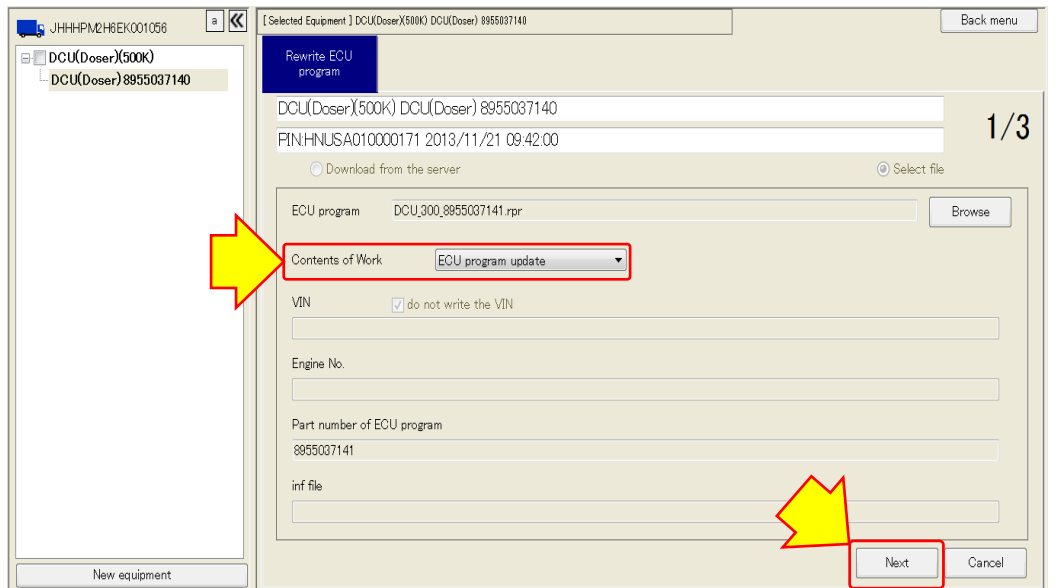 JHHHPM2H6EK001056
a
DCU(Doser)(500K)
DCU(Doser) 8955037140
New equipment
[ Selected Equipment ] DCU(Doser)(500K) DCU(Doser) 8955037140
Back menu
Rewrite ECU
program
DCU(Doser)(500K) DCU(Doser) 8955037140
PIN:HNUSA010000171 2013/11/21 09:42:00
1/3
Download from the server
Select file
ECU program DCU_300_8955037141.rpr Browse
Contents of Work ECU program update
VIN do not write the VIN
Engine No.
Part number of ECU program
8955037141
inf file
Next Cancel